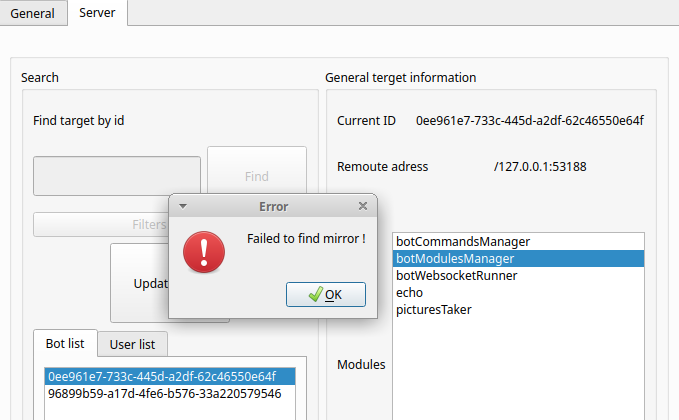 General
Server
Search
Find target by id
Find
Filters
Updat
Bot list
User list
0ee961e7-733c-445d-a2df-62c46550e64f
96899b59-a17d-4fe6-b576-33a220579546
General terget information
Current ID
0ee961e7-733c-445d-a2df-62c46550e64f
Remoute adress
/127.0.0.1:53188
Modules
botCommandsManager
botModulesManager
botWebsocketRunner
echo
picturesTaker
Error
Failed to find mirror !
OK